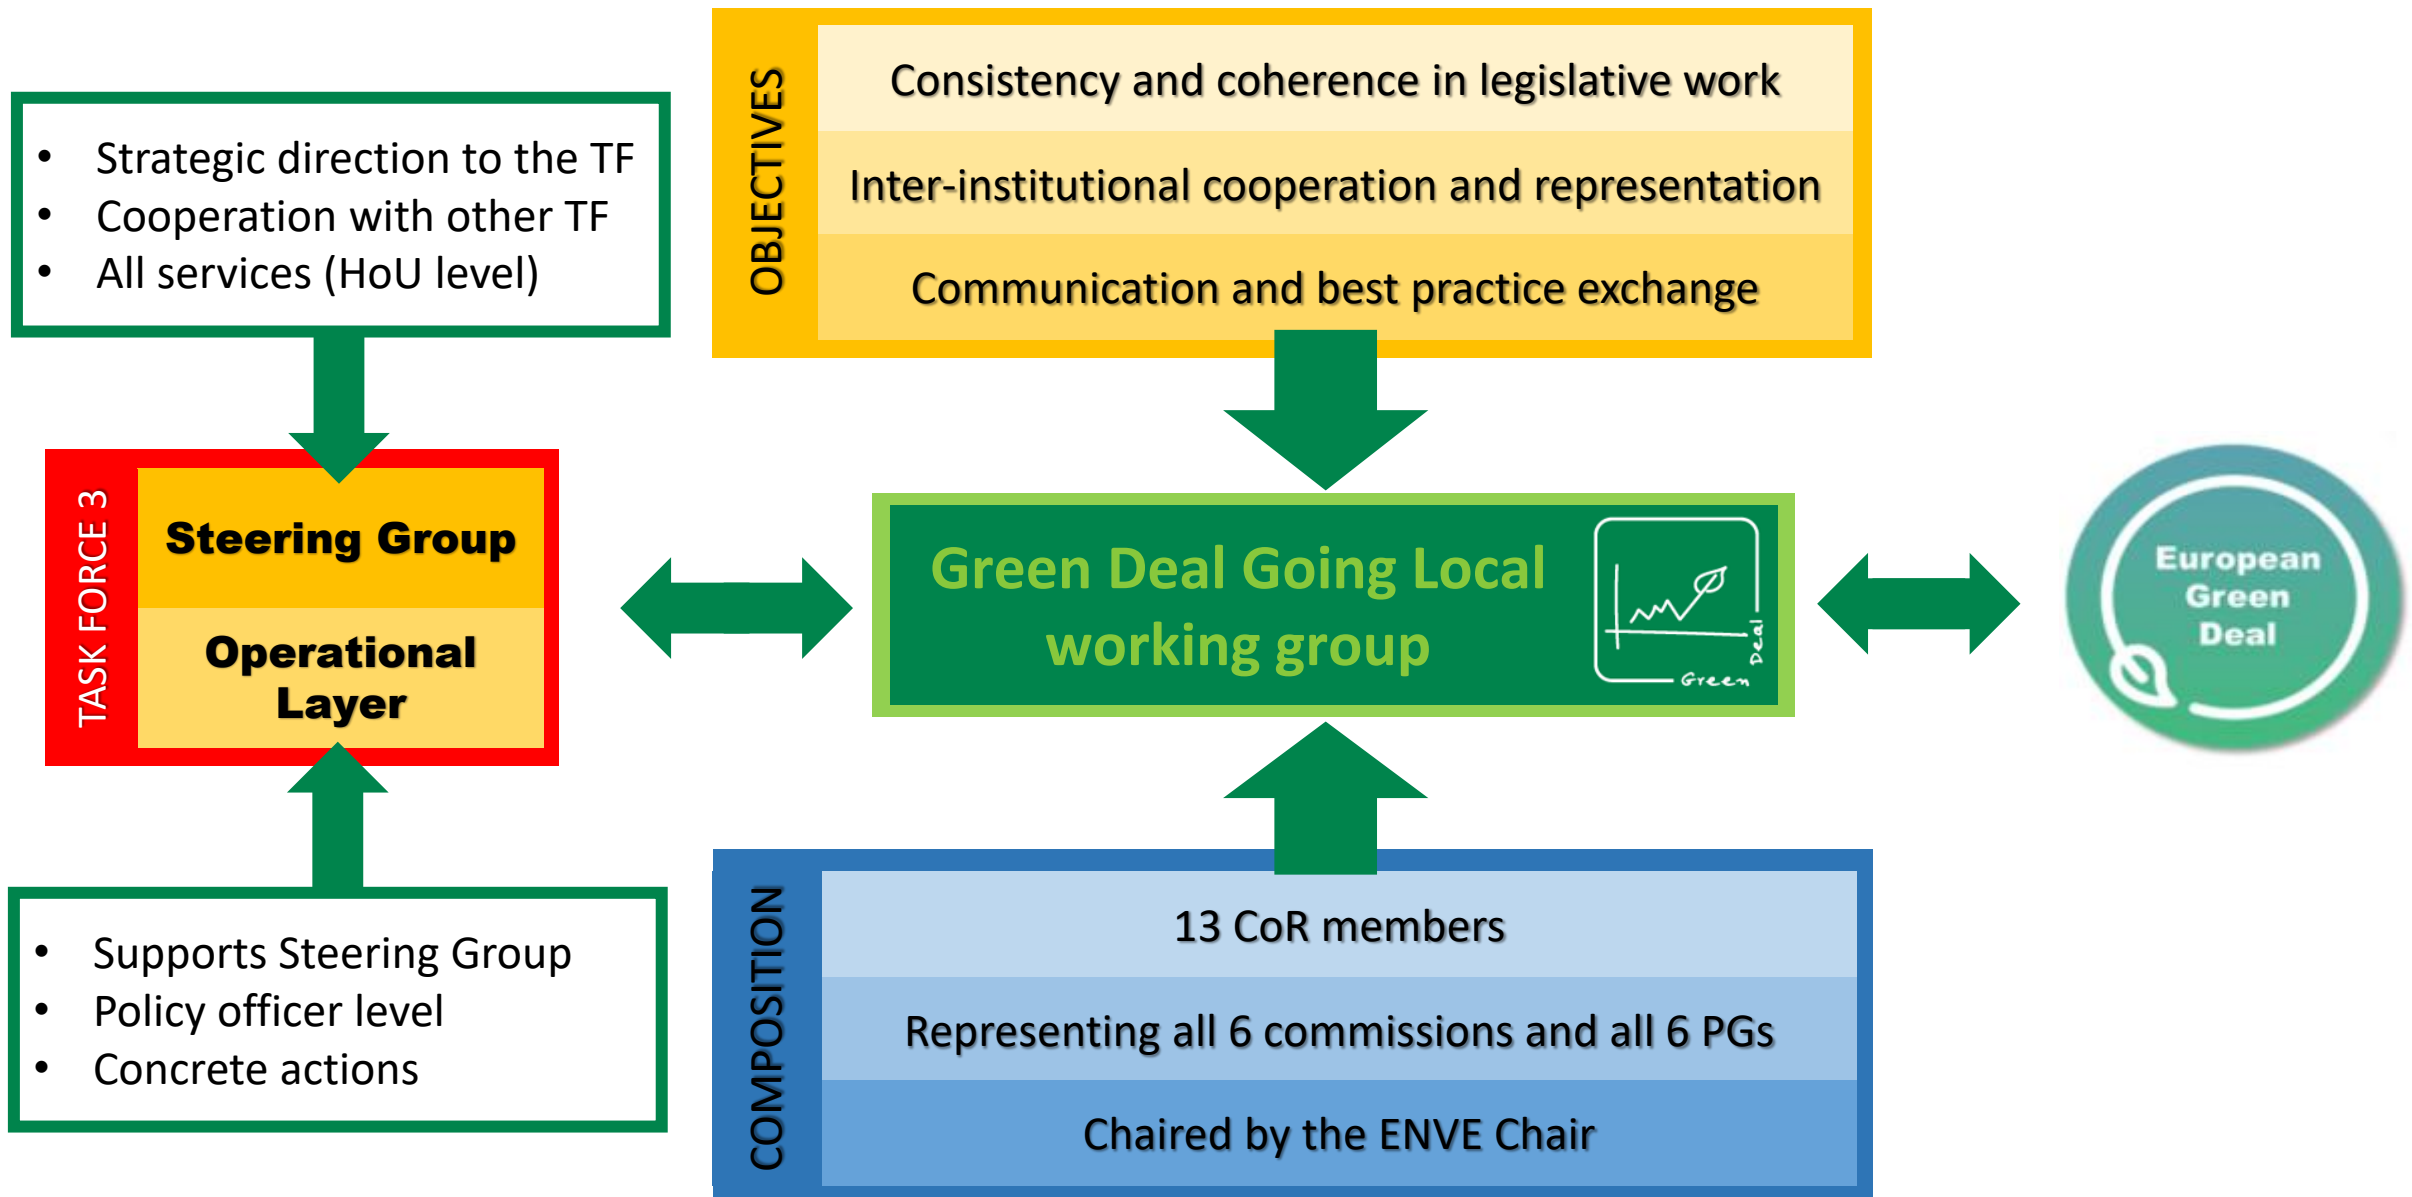 • Strategic direction to the TF
• Cooperation with other TF
• All services (HoU level)
OBJECTIVES
Consistency and coherence in legislative work
Inter-institutional cooperation and representation
Communication and best practice exchange
TASK FORCE 3
Steering Group
Operational
Layer
Green Deal Going Local
working group
Green
Deal
European
Green
Deal
• Supports Steering Group
• Policy officer level
• Concrete actions
COMPOSITION
13 CoR members
Representing all 6 commissions and all 6 PGs
Chaired by the ENVE Chair